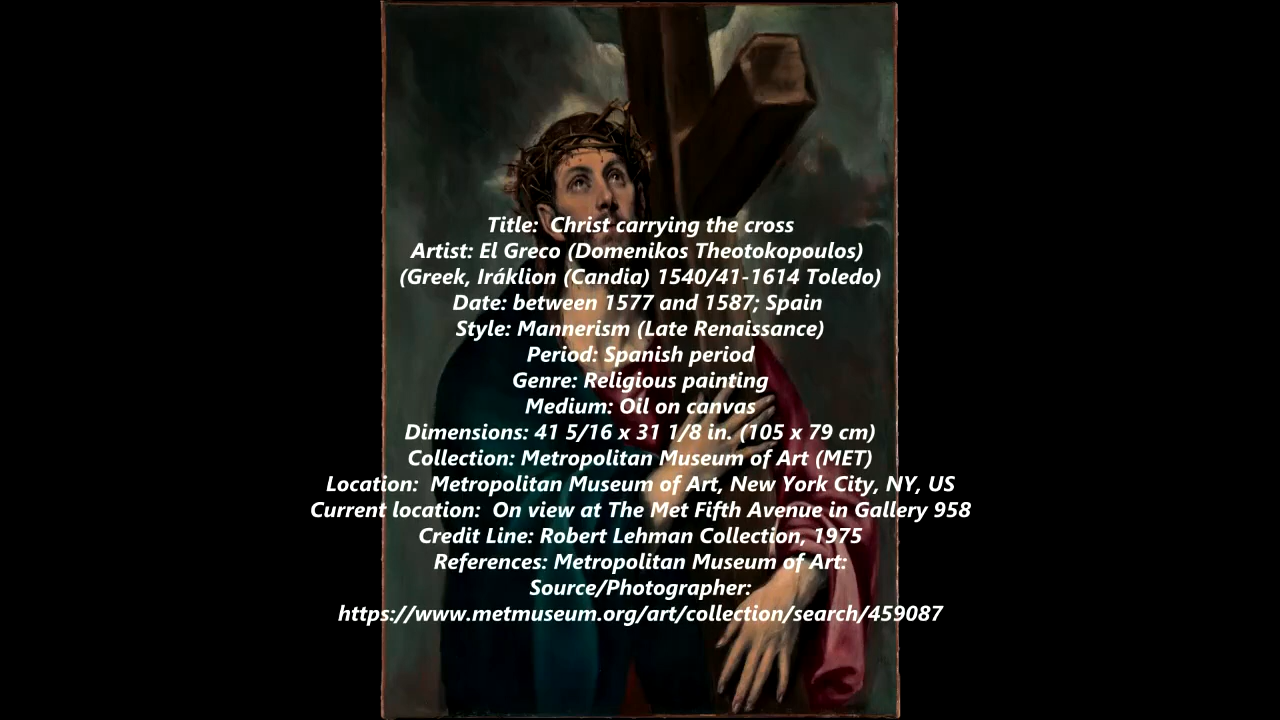 Title:  Christ carrying the cross
Artist: El Greco (Domenikos Theotokopoulos)
(Greek, Iráklion (Candia) 1540/41-1614 Toledo)
Date: between 1577 and 1587; Spain
Style: Mannerism (Late Renaissance)
Period: Spanish period
Genre: Religious painting
Medium: Oil on canvas
Dimensions: 41 5/16 x 31 1/8 in. (105 x 79 cm)
Collection: Metropolitan Museum of Art (MET)
Location:  Metropolitan Museum of Art, New York City, NY, US
Current location:  On view at The Met Fifth Avenue in Gallery 958
Credit Line: Robert Lehman Collection, 1975
References: Metropolitan Museum of Art:
Source/Photographer:
https://www.metmuseum.org/art/collection/search/459087